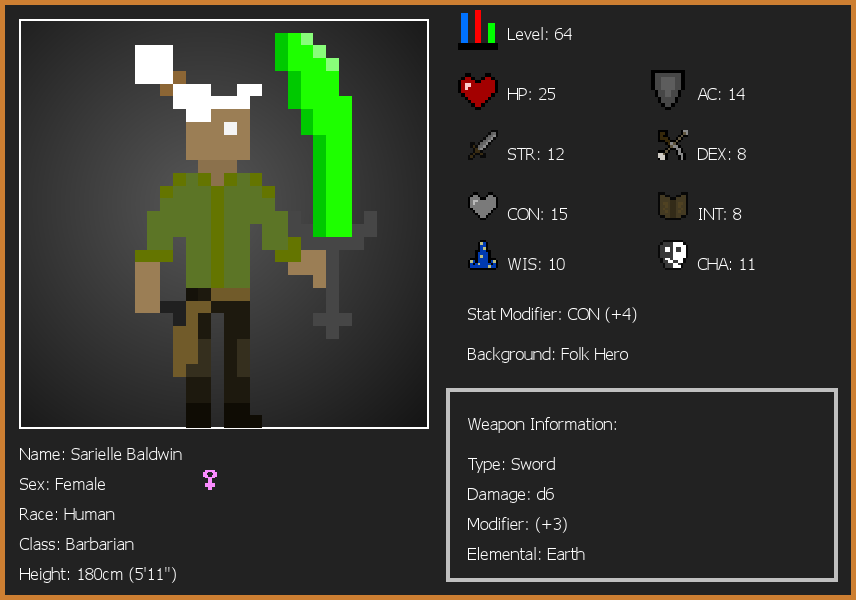 Level: 64
HP: 25
AC: 14
STR: 12
DEX: 8
CON: 15
INT: 8
WIS: 10
CHA: 11
Stat Modifier: CON (+4)
Background: Folk Hero
Weapon Information:
Type: Sword
Damage: d6
Modifier: (+3)
Elemental: Earth
Name: Sarielle Baldwin
Sex: Female
Race: Human
Class: Barbarian
Height: 180cm (5'11")